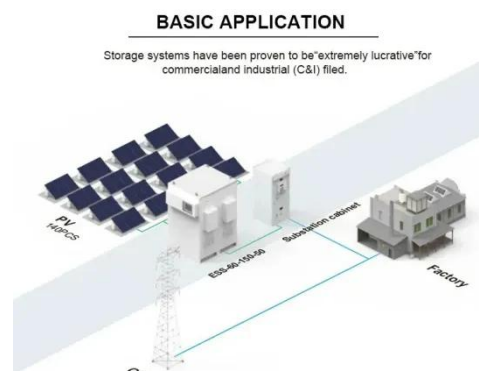 BASIC APPLICATION
Storage systems have been proven to be“extremely lucrative”for
commercialand industrial (C&I) filed.
PV
140PCS
ESS-60-150-50
Substation cabinet
Factory